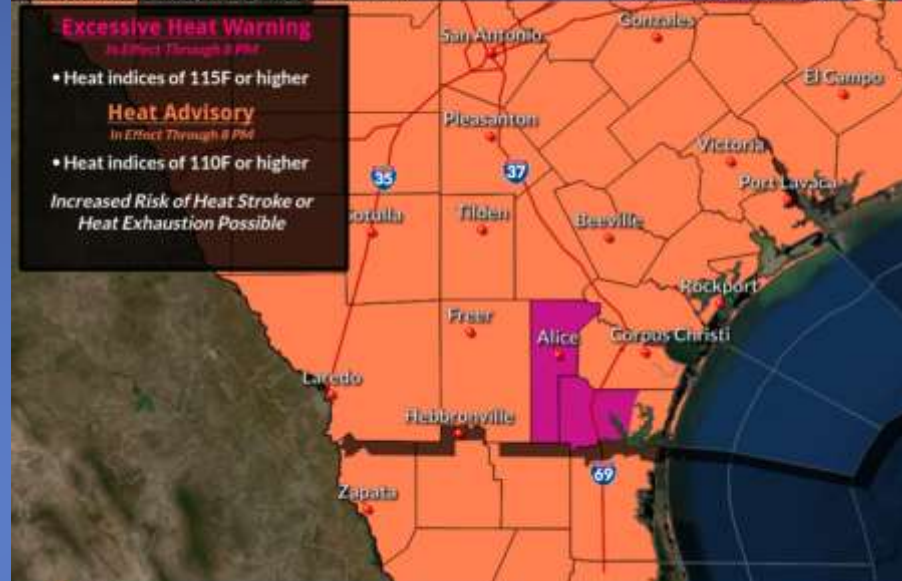 Excessive Heat Warning
In Effect Through 8 PM
• Heat indices of 115F or higher
Heat Advisory
In Effect Through 8 PM
• Heat indices of 110F or higher
Increased Risk of Heat Stroke or
Heat Exhaustion Possible
San Antonio
Gonzales
El Campo
Pleasanton
Victoria
35
37
Port Lavaca
otulla
Tilden
Beeville
Rockport
Freer
Alice
Corpus Christi
Laredo
Hebbronville
69
Zapata